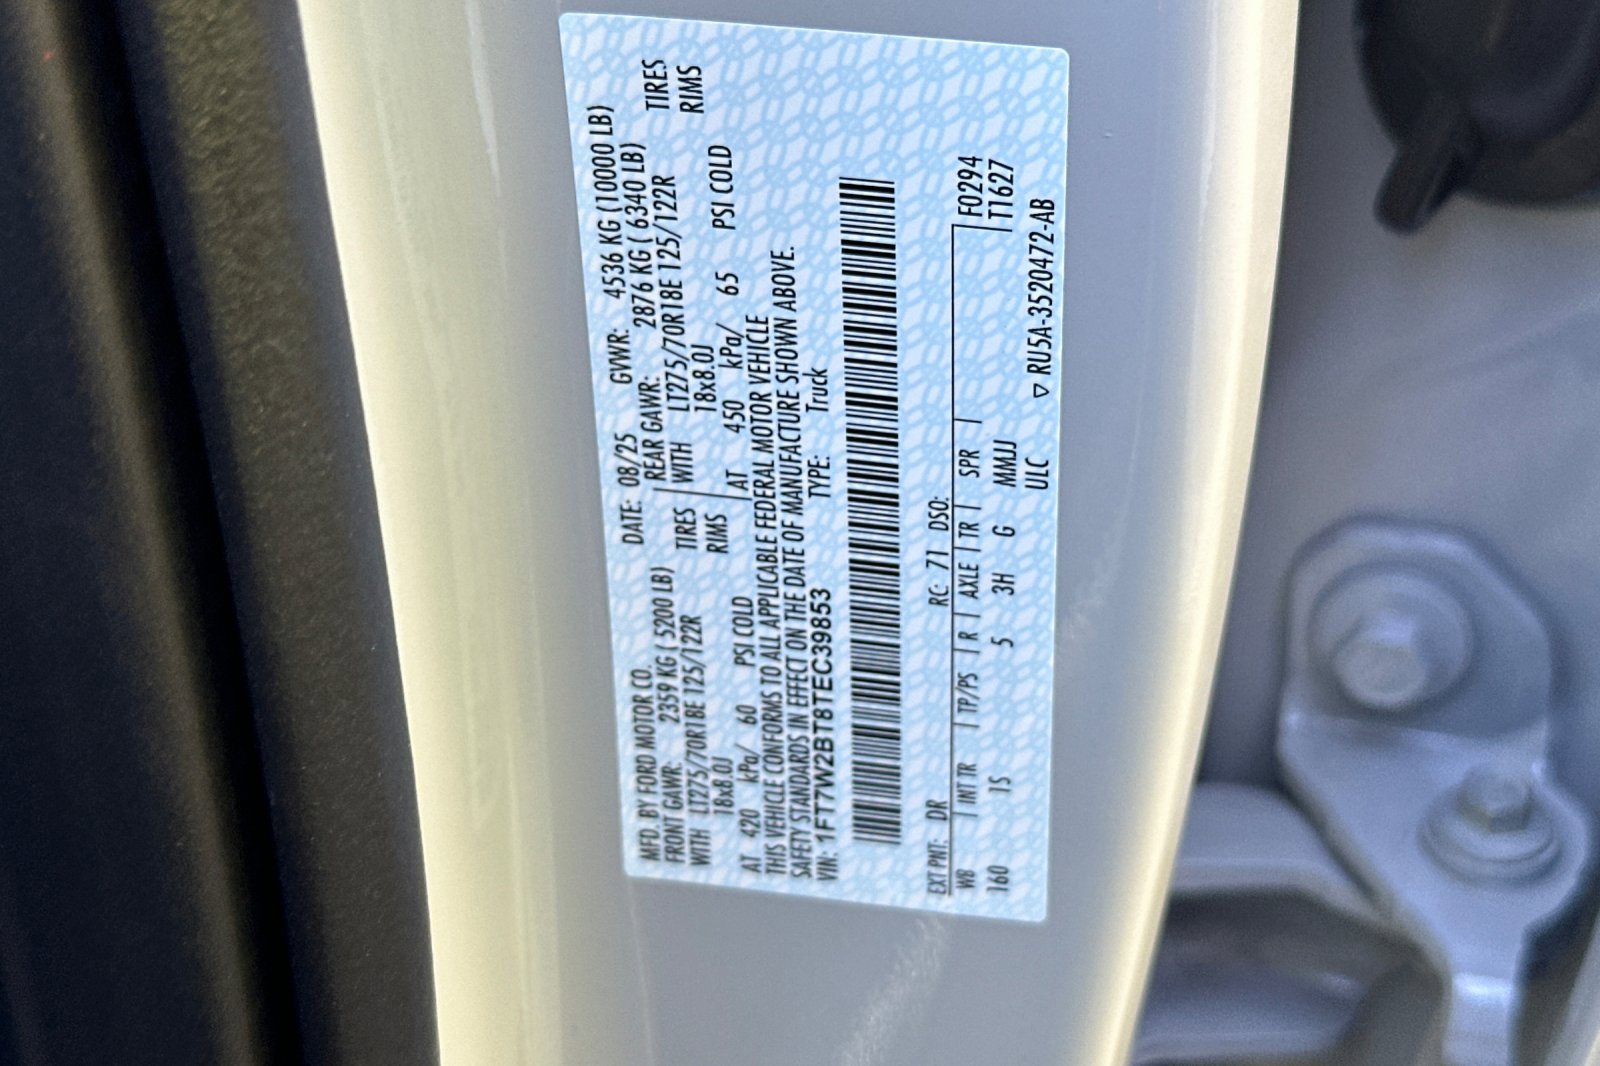 MFD. BY FORD MOTOR CO. DATE: 08/25 GVWR: 4536 KG (10000 LB)
FRONT GAWR: 2359 KG ( 5200 LB) REAR GAWR: 2876 KG ( 6340 LB)
WITH LT275/70R18E 125/122R TIRES WITH LT275/70R18E 125/122R TIRES
18x8.0J RIMS 18x8.0J RIMS
AT 420 kPa/ 60 PSI COLD AT 450 kPa/ 65 PSI COLD
THIS VEHICLE CONFORMS TO ALL APPLICABLE FEDERAL MOTOR VEHICLE
SAFETY STANDARDS IN EFFECT ON THE DATE OF MANUFACTURE SHOWN ABOVE.
VIN: 1FT7W2BT8TEC39853 TYPE: Truck
EXT PNT: DR RC: 71 DSO: F0294
WB INT TR TP/PS R AXLE TR SPR T1627
160 1S 5 3H G MMJJ
ULC ▽ RU5A-3520472-AB